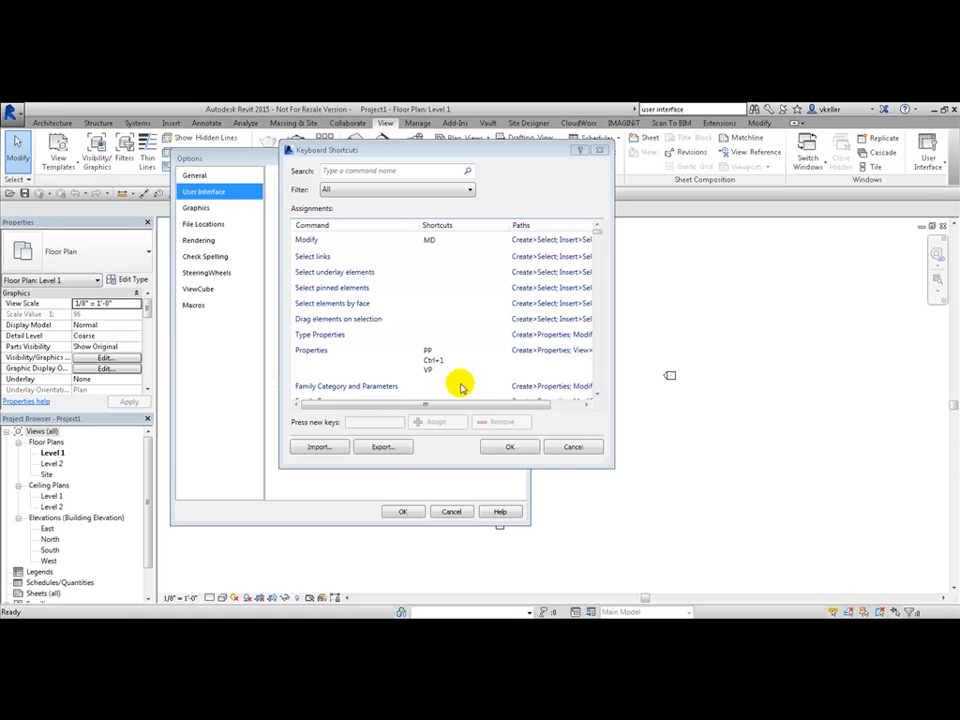 Autodesk Revit 2015 - Not For Resale Version - Project1 - Floor Plan: Level 1
user interface
vkeller
Architecture Structure Systems Insert Annotate Analyze Massing & Site Collaborate View Manage Add-Ins Vault Site Designer CloudWorx IMAGINiT Scan To BIM Extensions Modify
Modify
View
Templates
Visibility/
Graphics
Filters
Thin
Lines
Show Hidden Lines
Sheet
Title Block
Matchline
View
Revisions
View Reference
Guide Grid
Switch
Windows
Close
Hidden
Replicate
Cascade
Tile
User
Interface
Select
Sheet Composition
Windows
Properties
Floor Plan
Floor Plan: Level 1
Edit Type
Graphics
View Scale 1/8" = 1'-0"
Scale Value 1: 96
Display Model Normal
Detail Level Coarse
Parts Visibility Show Original
Visibility/Graphics ... Edit...
Graphic Display O... Edit...
Underlay None
Underlay Orientati... Plan
Properties help
Apply
Project Browser - Project1
Views (all)
Floor Plans
Level 1
Level 2
Site
Ceiling Plans
Level 1
Level 2
Elevations (Building Elevation)
East
North
South
West
Legends
Schedules/Quantities
Sheets (all)
Options
General
User Interface
Graphics
File Locations
Rendering
Check Spelling
SteeringWheels
ViewCube
Macros
OK
Cancel
Help
Keyboard Shortcuts
Search: Type a command name
Filter: All
Assignments:
Command Shortcuts Paths
Modify MD Create>Select; Insert>Sel
Select links Create>Select; Insert>Sel
Select underlay elements Create>Select; Insert>Sel
Select pinned elements Create>Select; Insert>Sel
Select elements by face Create>Select; Insert>Sel
Drag elements on selection Create>Select; Insert>Sel
Type Properties Create>Properties; Modif
Properties PP Create>Properties; View>
Ctrl+1
VP
Family Category and Parameters Create>Properties; Modif
Press new keys:
Assign
Remove
Import...
Export...
OK
Cancel
1/8" = 1'-0"
Ready
:0
Main Model
:0